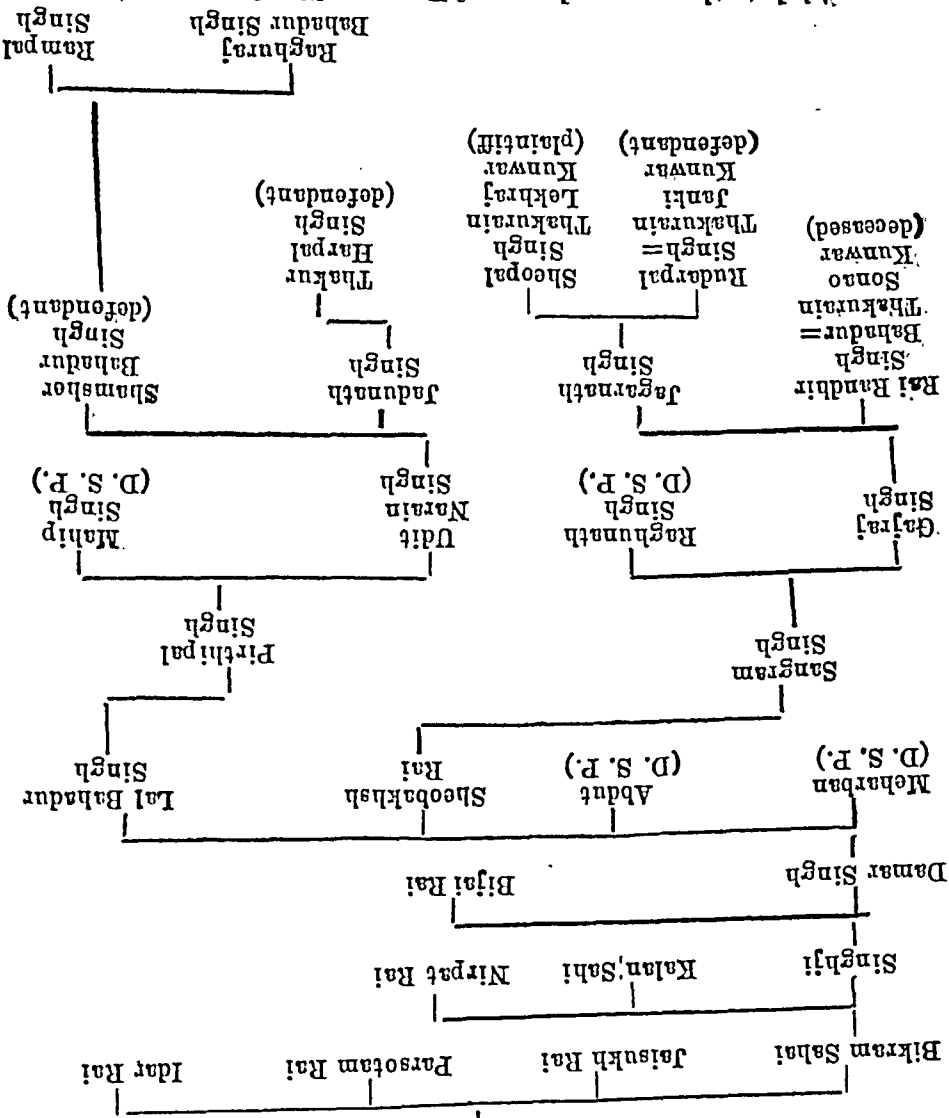 Bikram Sahai
Jaisukh Rai
Parsotam Rai
Idar Rai
Singhji
Kalan Sahi
Nirpat Rai
Damar Singh
Bijai Rai
Meharban
(D. S. P.)
Abdut
(D. S. P.)
Sheobakhsh
Rai
Lal Bahadur
Singh
Sangram
Singh
Pirthipal
Singh
Gajraj
Singh
Raghunath
Singh
(D. S. P.)
Udit
Narain
Singh
Mahip
Singh
(D. S. P.)
Rai Randhir
Singh
Bahadur=
Thakurain
Sonao
Kunwar
(deceased)
Jagarnath
Singh
Jadunath
Singh
Shamsher
Bahadur
Singh
(defendant)
Rudarpal
Singh=
Thakurain
Janki
Kunwar
(defendant)
Sheopal
Singh
Thakurain
Lekhraj
Kunwar
(plaintiff)
Thakur
Harpal
Singh
(defendant)
Raghuraj
Bahadur Singh
Rampal
Singh